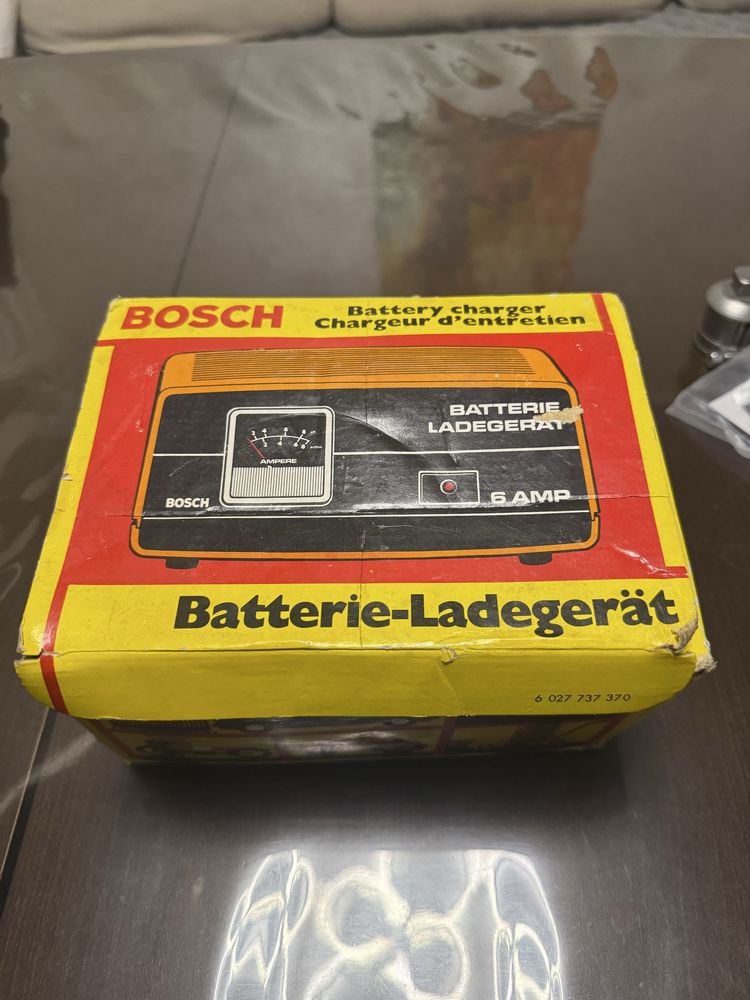 BOSCH
Battery charger
Chargeur d'entretien
BATTERIE
LADEGERÄT
AMPERE
BOSCH
6 AMP
Batterie-Ladegerät
6 027 737 370